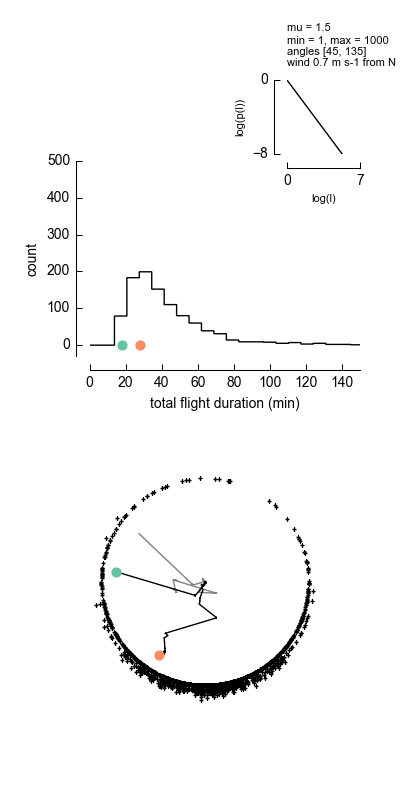 mu = 1.5
min = 1, max = 1000
angles [45, 135]
wind 0.7 m s-1 from N
0
log(p(l))
−8
0 7
log(l)
500
400
300
count
200
100
0
0 20 40 60 80 100 120 140
total flight duration (min)